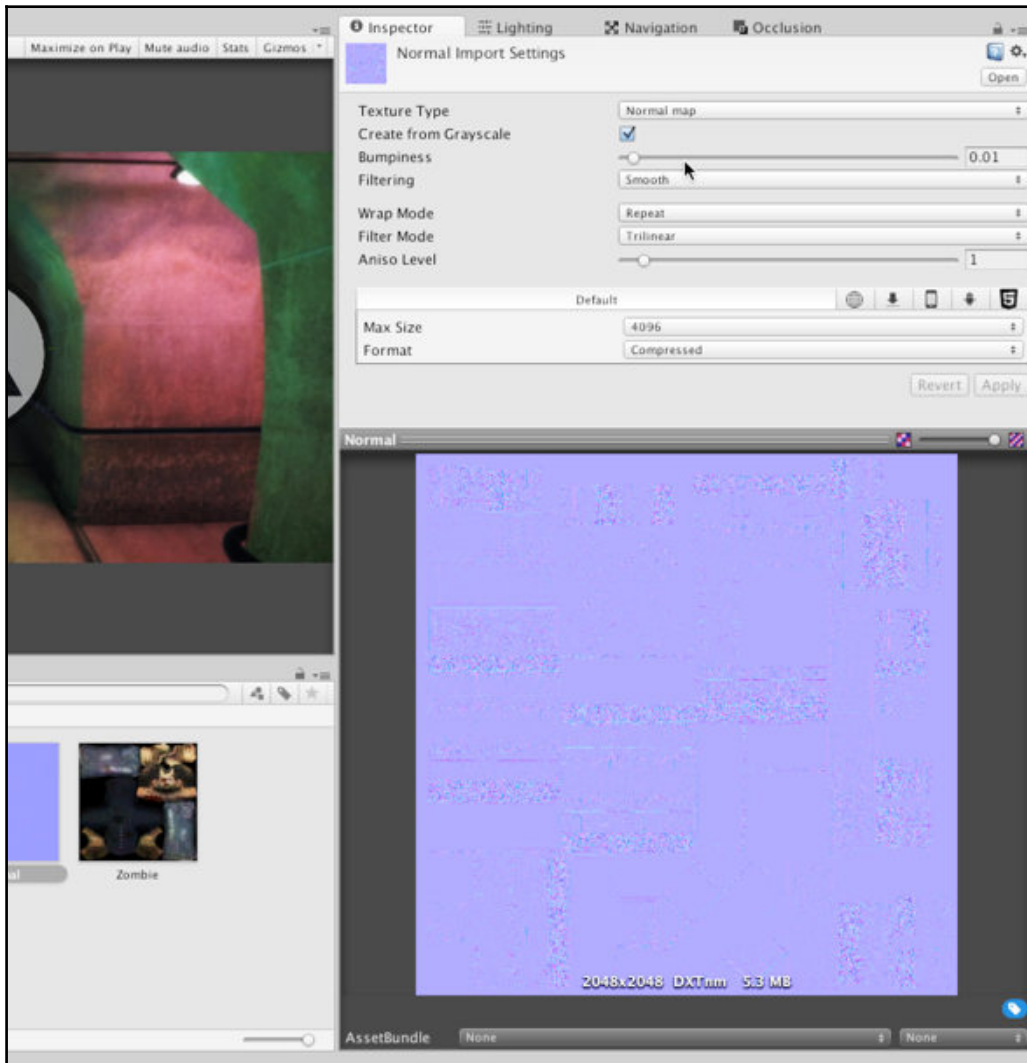 Inspector Lighting Navigation Occlusion
Maximize on Play Mute audio Stats Gizmos
Normal Import Settings
Open
Texture Type Normal map
Create from Grayscale
Bumpiness 0.01
Filtering Smooth
Wrap Mode Repeat
Filter Mode Trilinear
Aniso Level 1
Default
Max Size 4096
Format Compressed
Revert Apply
Normal
Zombie
2048x2048 DXTnm 5.3 MB
AssetBundle None None